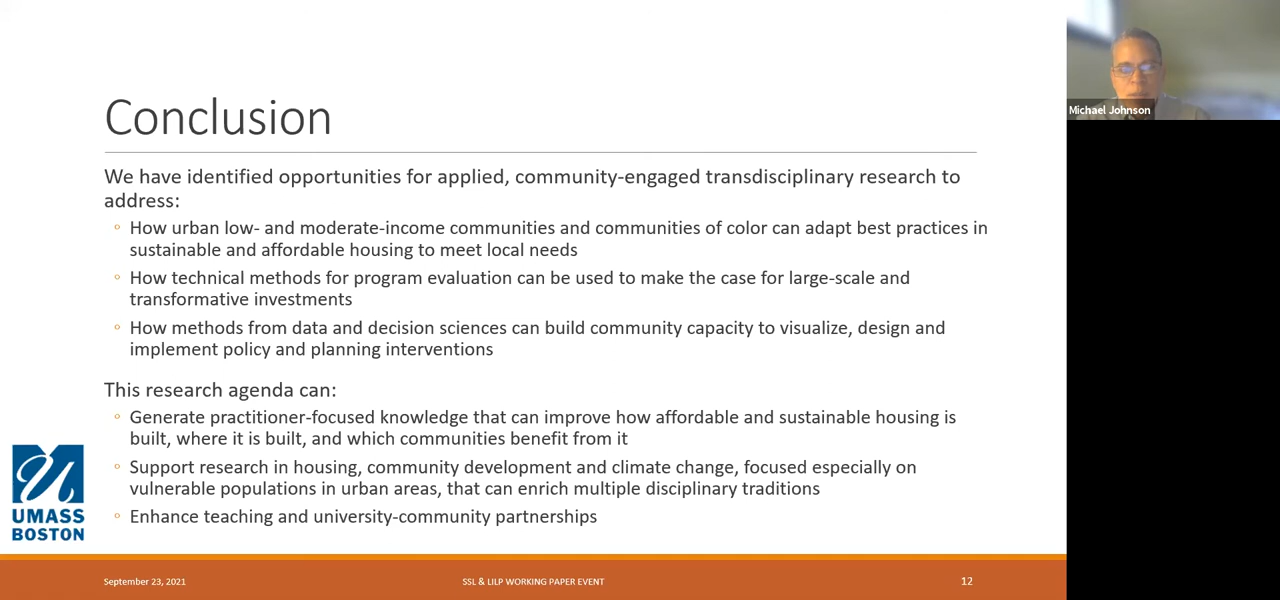 Conclusion
We have identified opportunities for applied, community-engaged transdisciplinary research to
address:
How urban low- and moderate-income communities and communities of color can adapt best practices in
sustainable and affordable housing to meet local needs
How technical methods for program evaluation can be used to make the case for large-scale and
transformative investments
How methods from data and decision sciences can build community capacity to visualize, design and
implement policy and planning interventions
This research agenda can:
Generate practitioner-focused knowledge that can improve how affordable and sustainable housing is
built, where it is built, and which communities benefit from it
Support research in housing, community development and climate change, focused especially on
vulnerable populations in urban areas, that can enrich multiple disciplinary traditions
Enhance teaching and university-community partnerships
U
UMASS
BOSTON
September 23, 2021
SSL & LILP WORKING PAPER EVENT
12
Michael Johnson